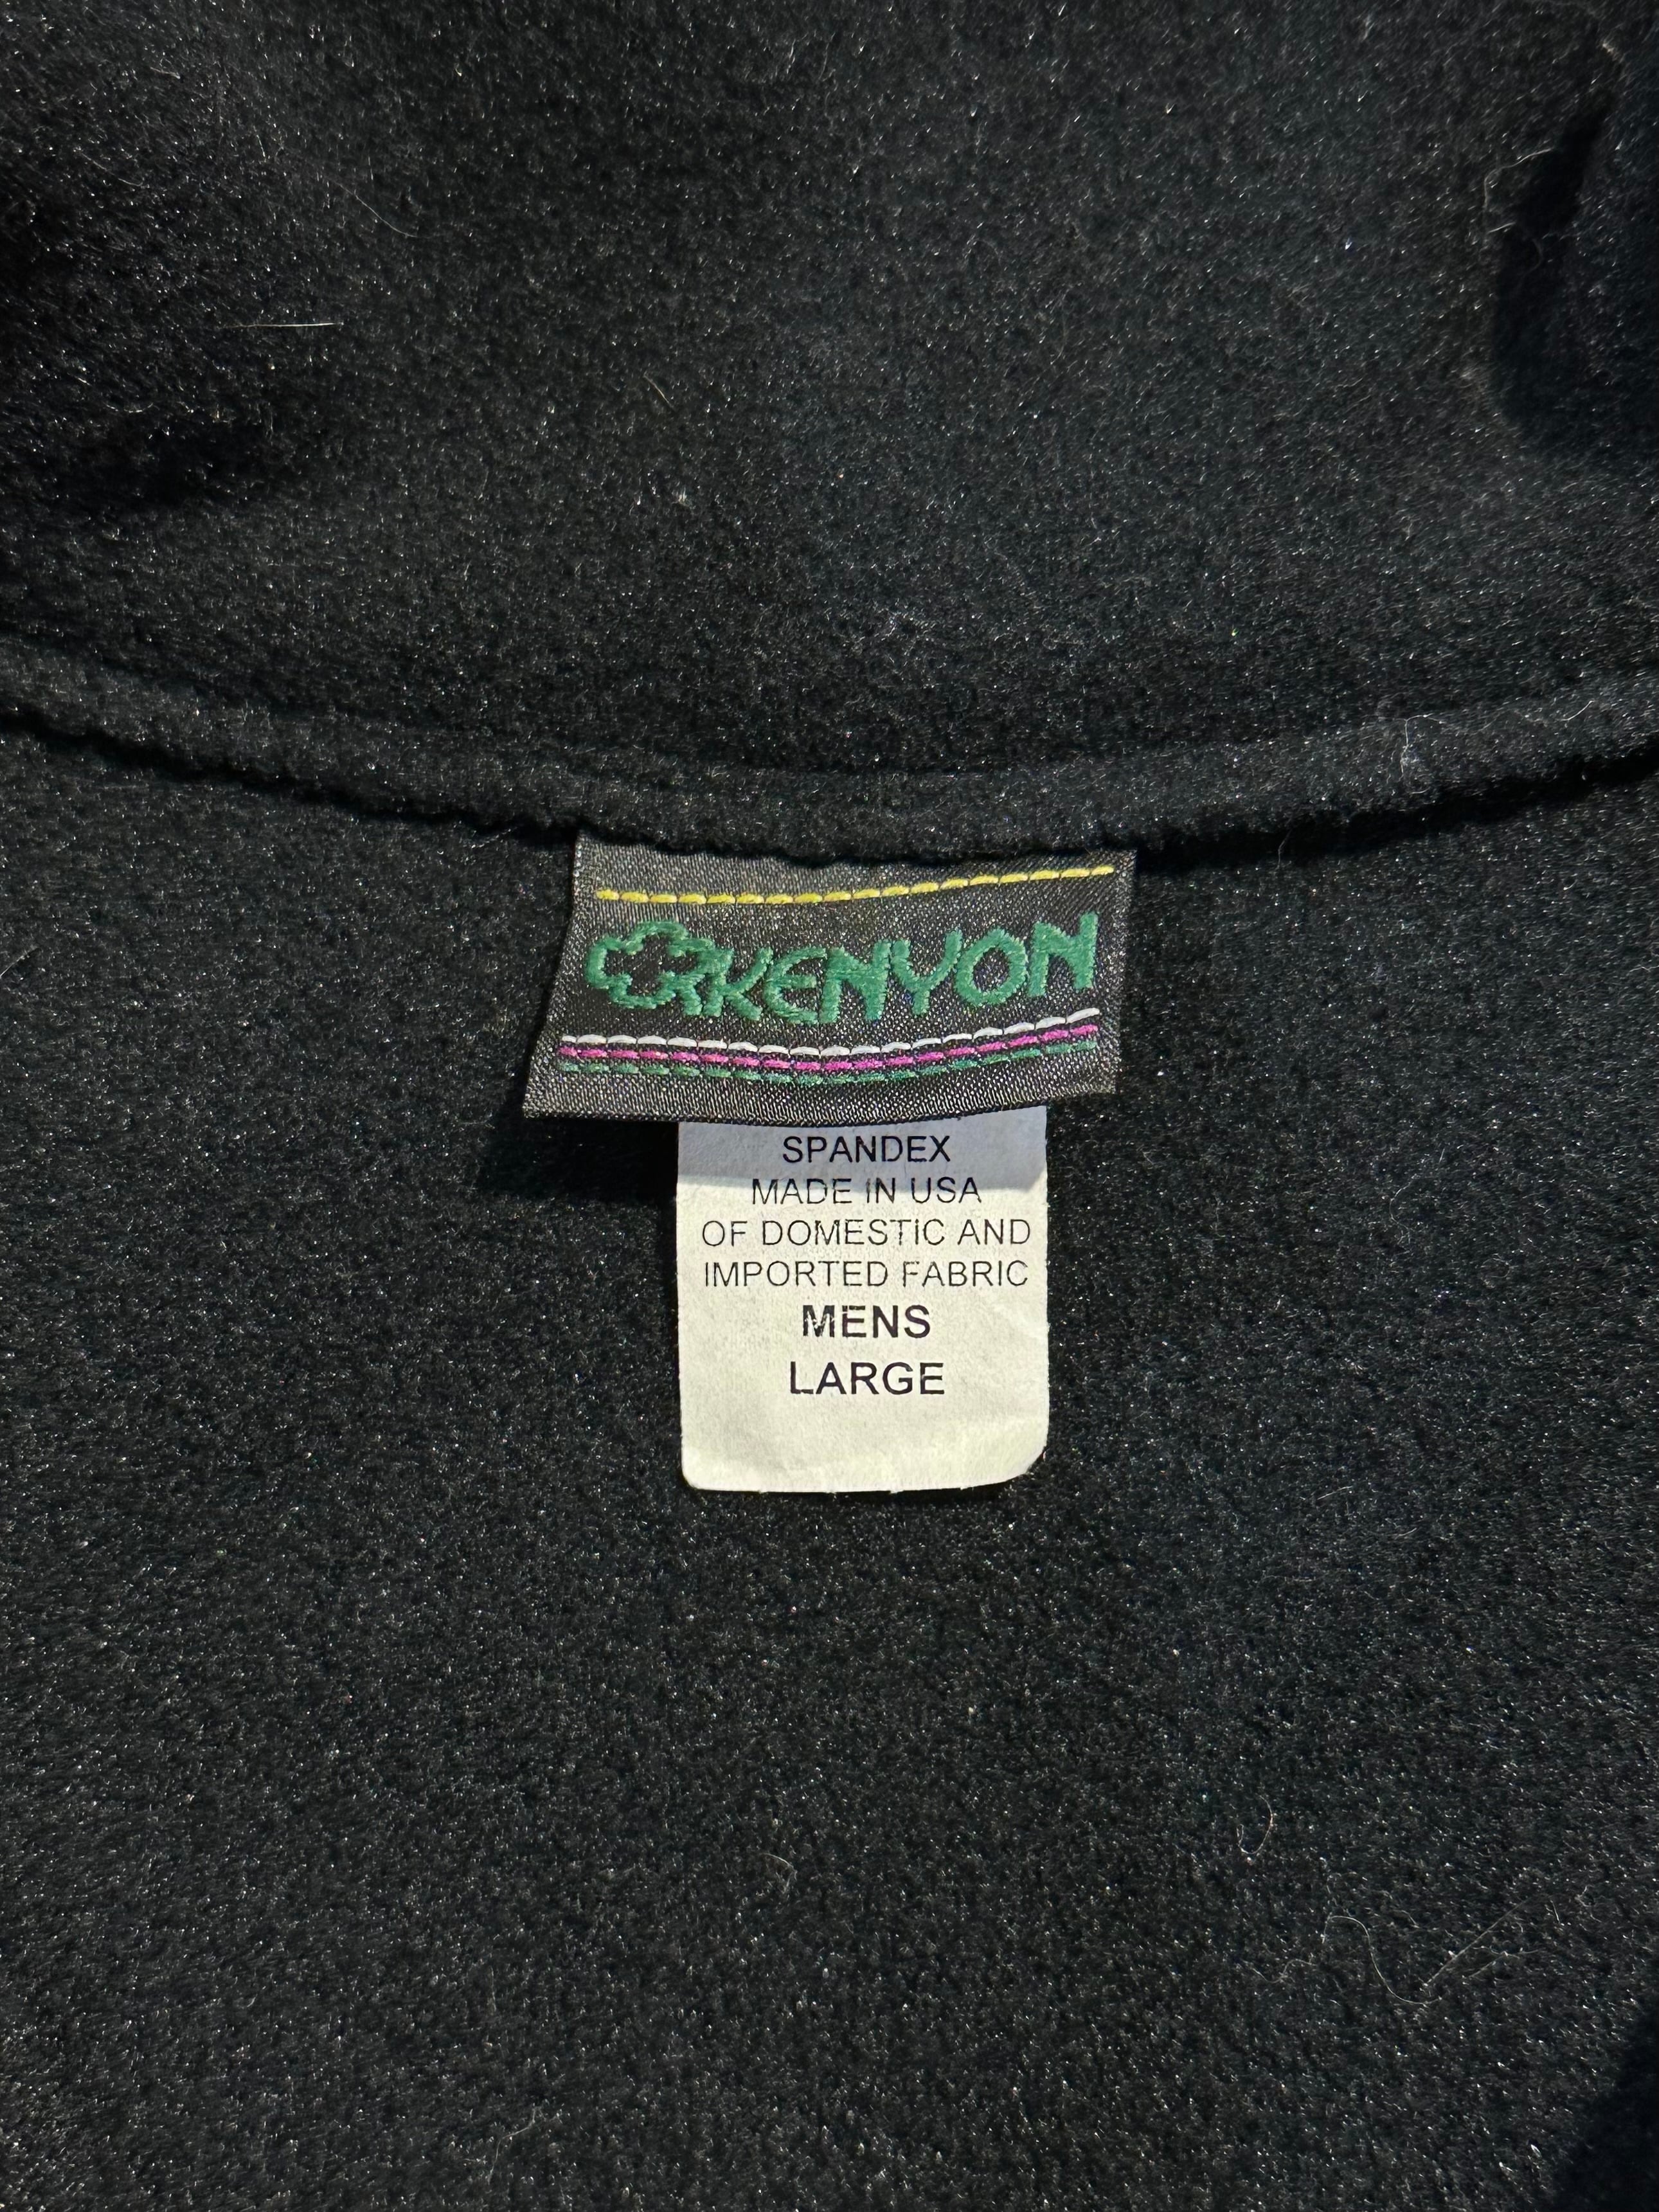 KENYON
SPANDEX
MADE IN USA
OF DOMESTIC AND
IMPORTED FABRIC
MENS
LARGE